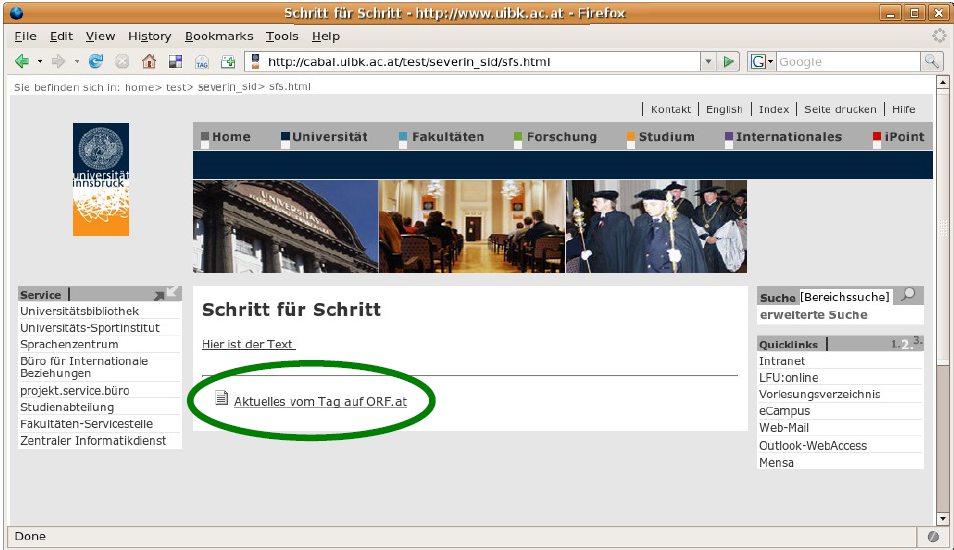 Schritt für Schritt - http://www.uibk.ac.at - Firefox
File Edit View History Bookmarks Tools Help
http://cabal.uibk.ac.at/test/severin_sid/sfs.html
Google
Sie befinden sich in: home> test> severin_sid> sfs.html
Kontakt | English | Index | Seite drucken | Hilfe
Home Universität Fakultäten Forschung Studium Internationales iPoint
universität
innsbruck
Service
Universitätsbibliothek
Universitäts-Sportinstitut
Sprachenzentrum
Büro für Internationale
Beziehungen
projekt.service.büro
Studienabteilung
Fakultäten-Servicestelle
Zentraler Informatikdienst
Schritt für Schritt
Hier ist der Text
Aktuelles vom Tag auf ORF.at
Suche [Bereichssuche]
erweiterte Suche
Quicklinks 1.2.3.
Intranet
LFU:online
Vorlesungsverzeichnis
eCampus
Web-Mail
Outlook-WebAccess
Mensa
Done